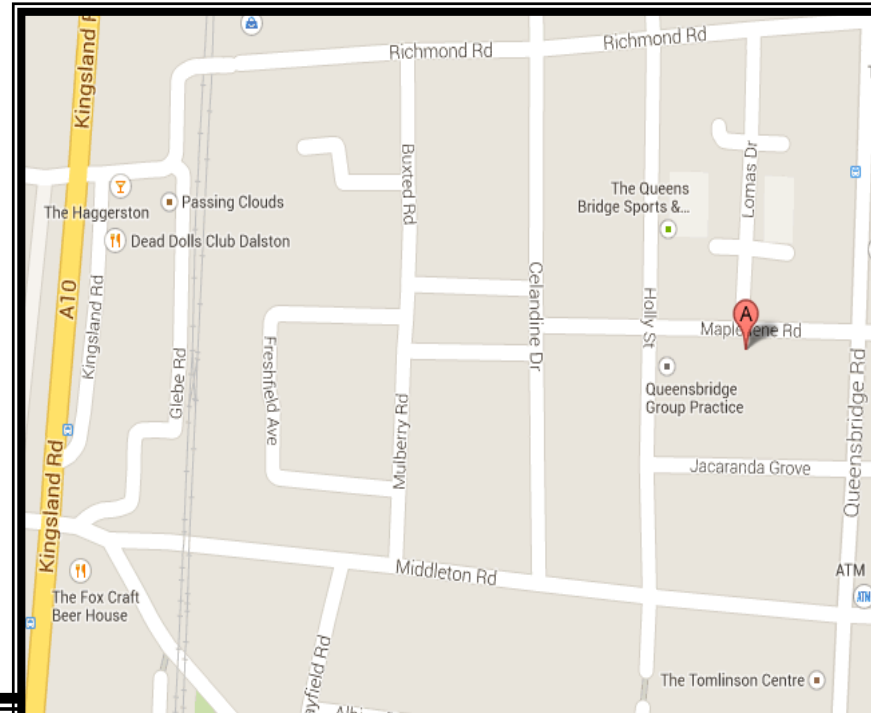 Kingsland R
Richmond Rd
Richmond Rd
Buxted Rd
Lomas Dr
The Queens
Bridge Sports &...
Passing Clouds
The Haggerston
Dead Dolls Club Dalston
A10
Kingsland Rd
Glebe Rd
Freshfield Ave
Celandine Dr
Holly St
A
Queensbridge
Group Practice
Queensbridge Rd
Mulberry Rd
Jacaranda Grove
Kingsland Rd
Middleton Rd
ATM
ATM
The Fox Craft
Beer House
The Tomlinson Centre
ayfield Rd